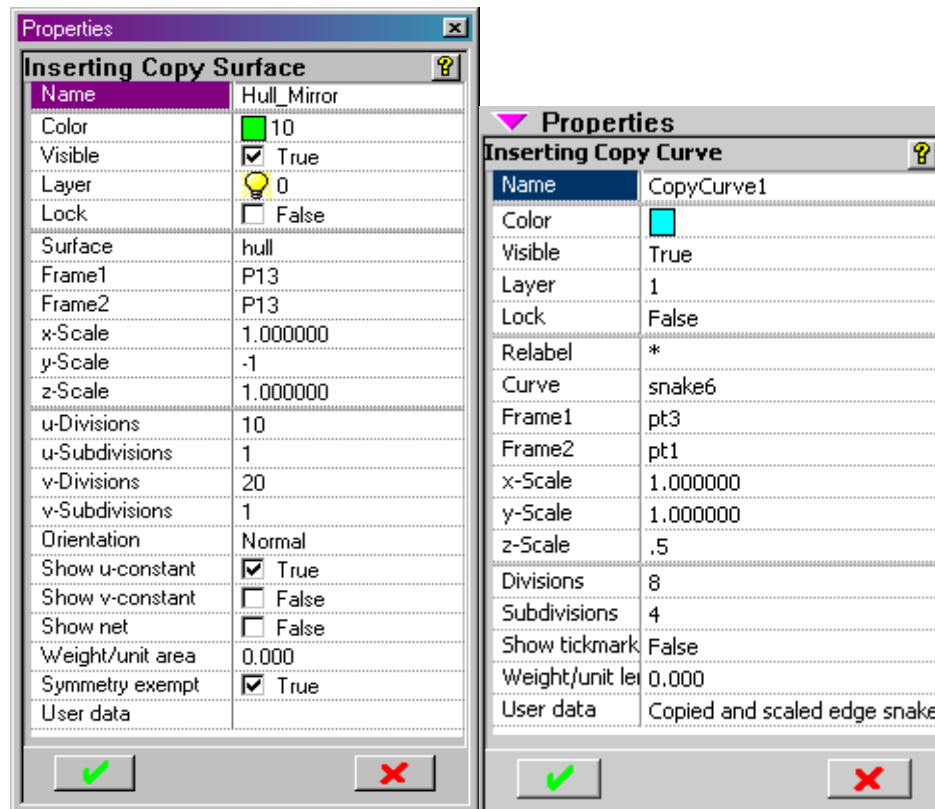 Properties
Inserting Copy Surface
Name Hull_Mirror
Color 10
Visible True
Layer 0
Lock False
Surface hull
Frame1 P13
Frame2 P13
x-Scale 1.000000
y-Scale -1
z-Scale 1.000000
u-Divisions 10
u-Subdivisions 1
v-Divisions 20
v-Subdivisions 1
Orientation Normal
Show u-constant True
Show v-constant False
Show net False
Weight/unit area 0.000
Symmetry exempt True
User data
Properties
Inserting Copy Curve
Name CopyCurve1
Color
Visible True
Layer 1
Lock False
Relabel *
Curve snake6
Frame1 pt3
Frame2 pt1
x-Scale 1.000000
y-Scale 1.000000
z-Scale .5
Divisions 8
Subdivisions 4
Show tickmark False
Weight/unit le 0.000
User data Copied and scaled edge snake